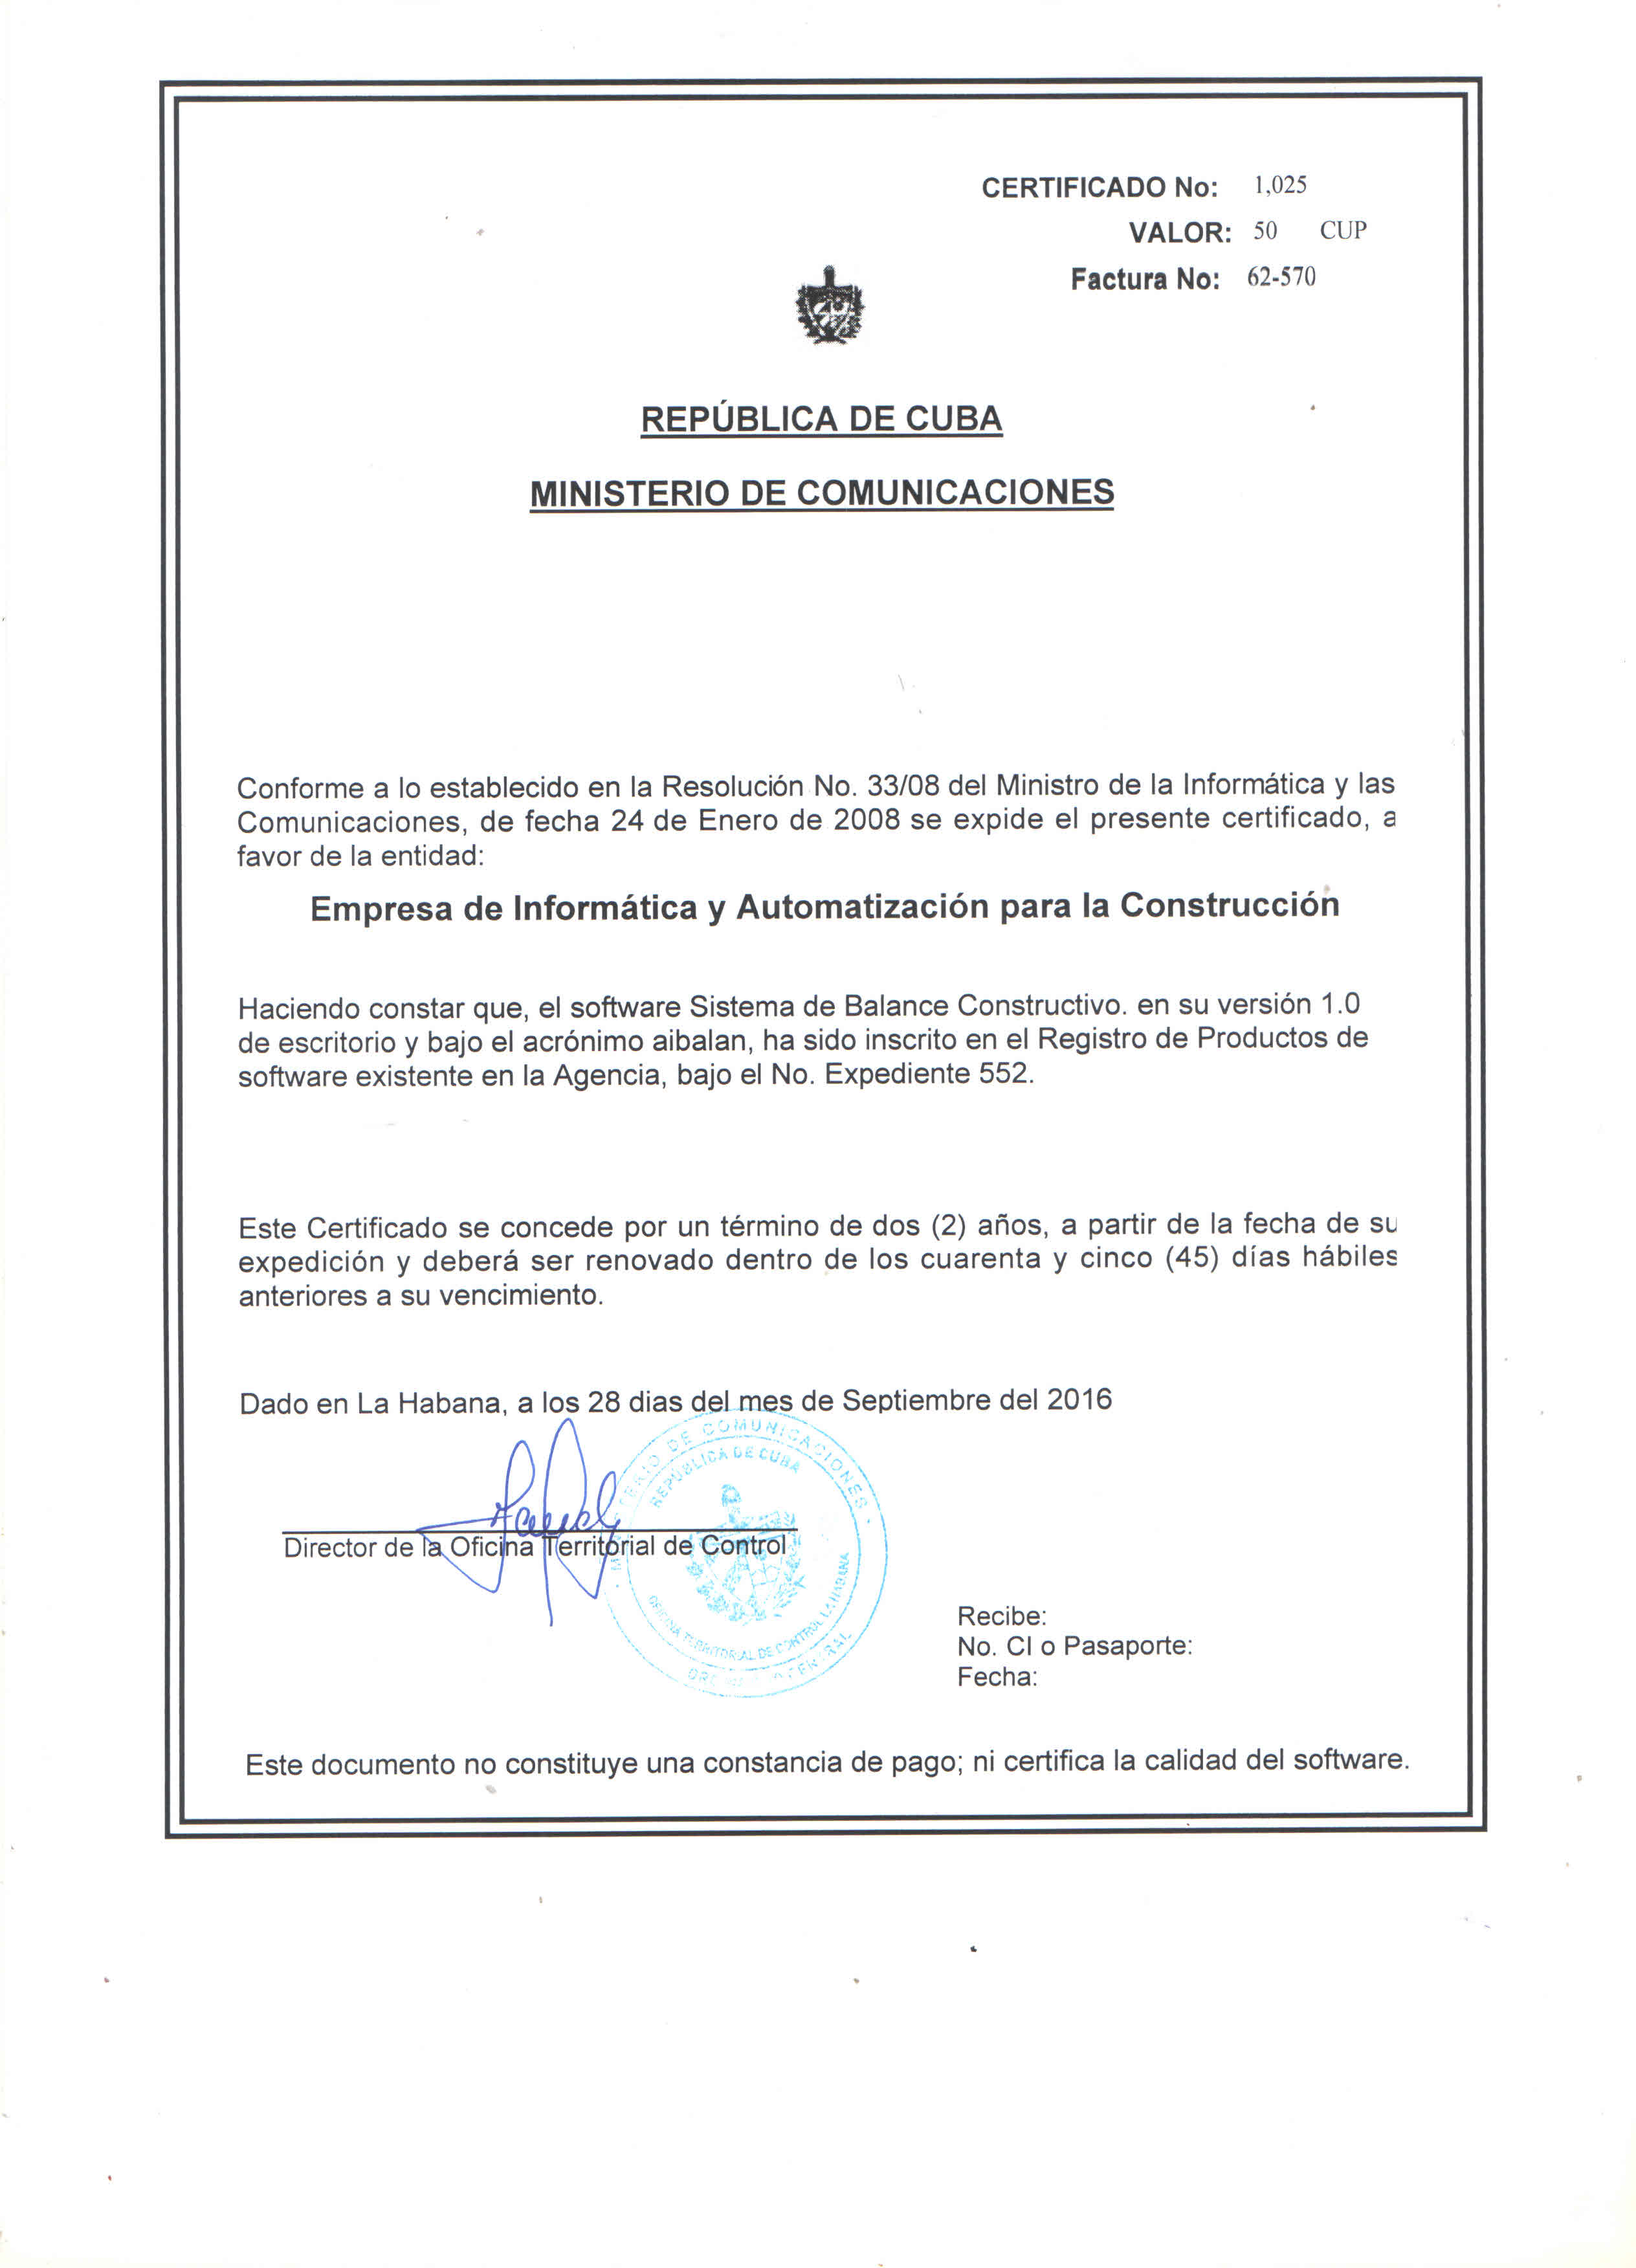 CERTIFICADO No: 1,025
VALOR: 50 CUP
Factura No: 62-570
REPÚBLICA DE CUBA
MINISTERIO DE COMUNICACIONES
Conforme a lo establecido en la Resolución No. 33/08 del Ministro de la Informática y las
Comunicaciones, de fecha 24 de Enero de 2008 se expide el presente certificado, a
favor de la entidad:
Empresa de Informática y Automatización para la Construcción
Haciendo constar que, el software Sistema de Balance Constructivo. en su versión 1.0
de escritorio y bajo el acrónimo aibalan, ha sido inscrito en el Registro de Productos de
software existente en la Agencia, bajo el No. Expediente 552.
Este Certificado se concede por un término de dos (2) años, a partir de la fecha de su
expedición y deberá ser renovado dentro de los cuarenta y cinco (45) días hábiles
anteriores a su vencimiento.
Dado en La Habana, a los 28 dias del mes de Septiembre del 2016
MINISTERIO DE COMUNICACIONES
REPÚBLICA DE CUBA
Director de la Oficina Territorial de Control
OFICINA TERRITORIAL DE CONTROL LA HABANA
Recibe:
No. CI o Pasaporte:
Fecha:
Este documento no constituye una constancia de pago; ni certifica la calidad del software.